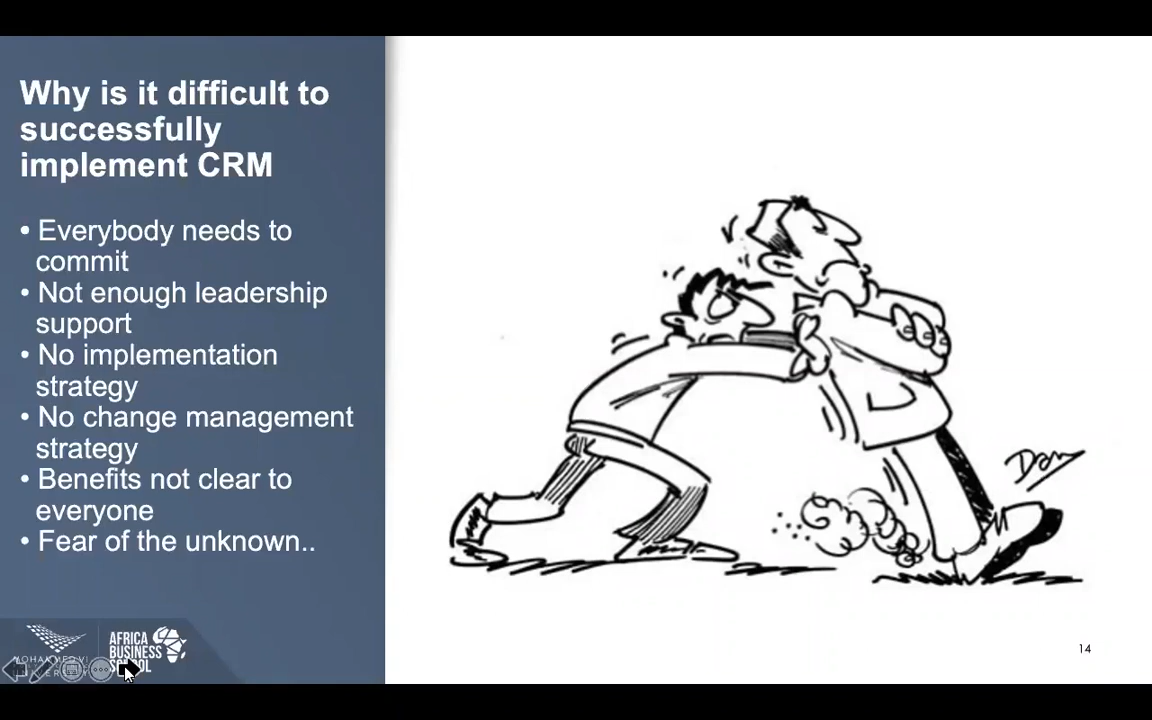 Why is it difficult to
successfully
implement CRM
• Everybody needs to
commit
• Not enough leadership
support
• No implementation
strategy
• No change management
strategy
• Benefits not clear to
everyone
• Fear of the unknown..
AFRICA
BUSINESS
14